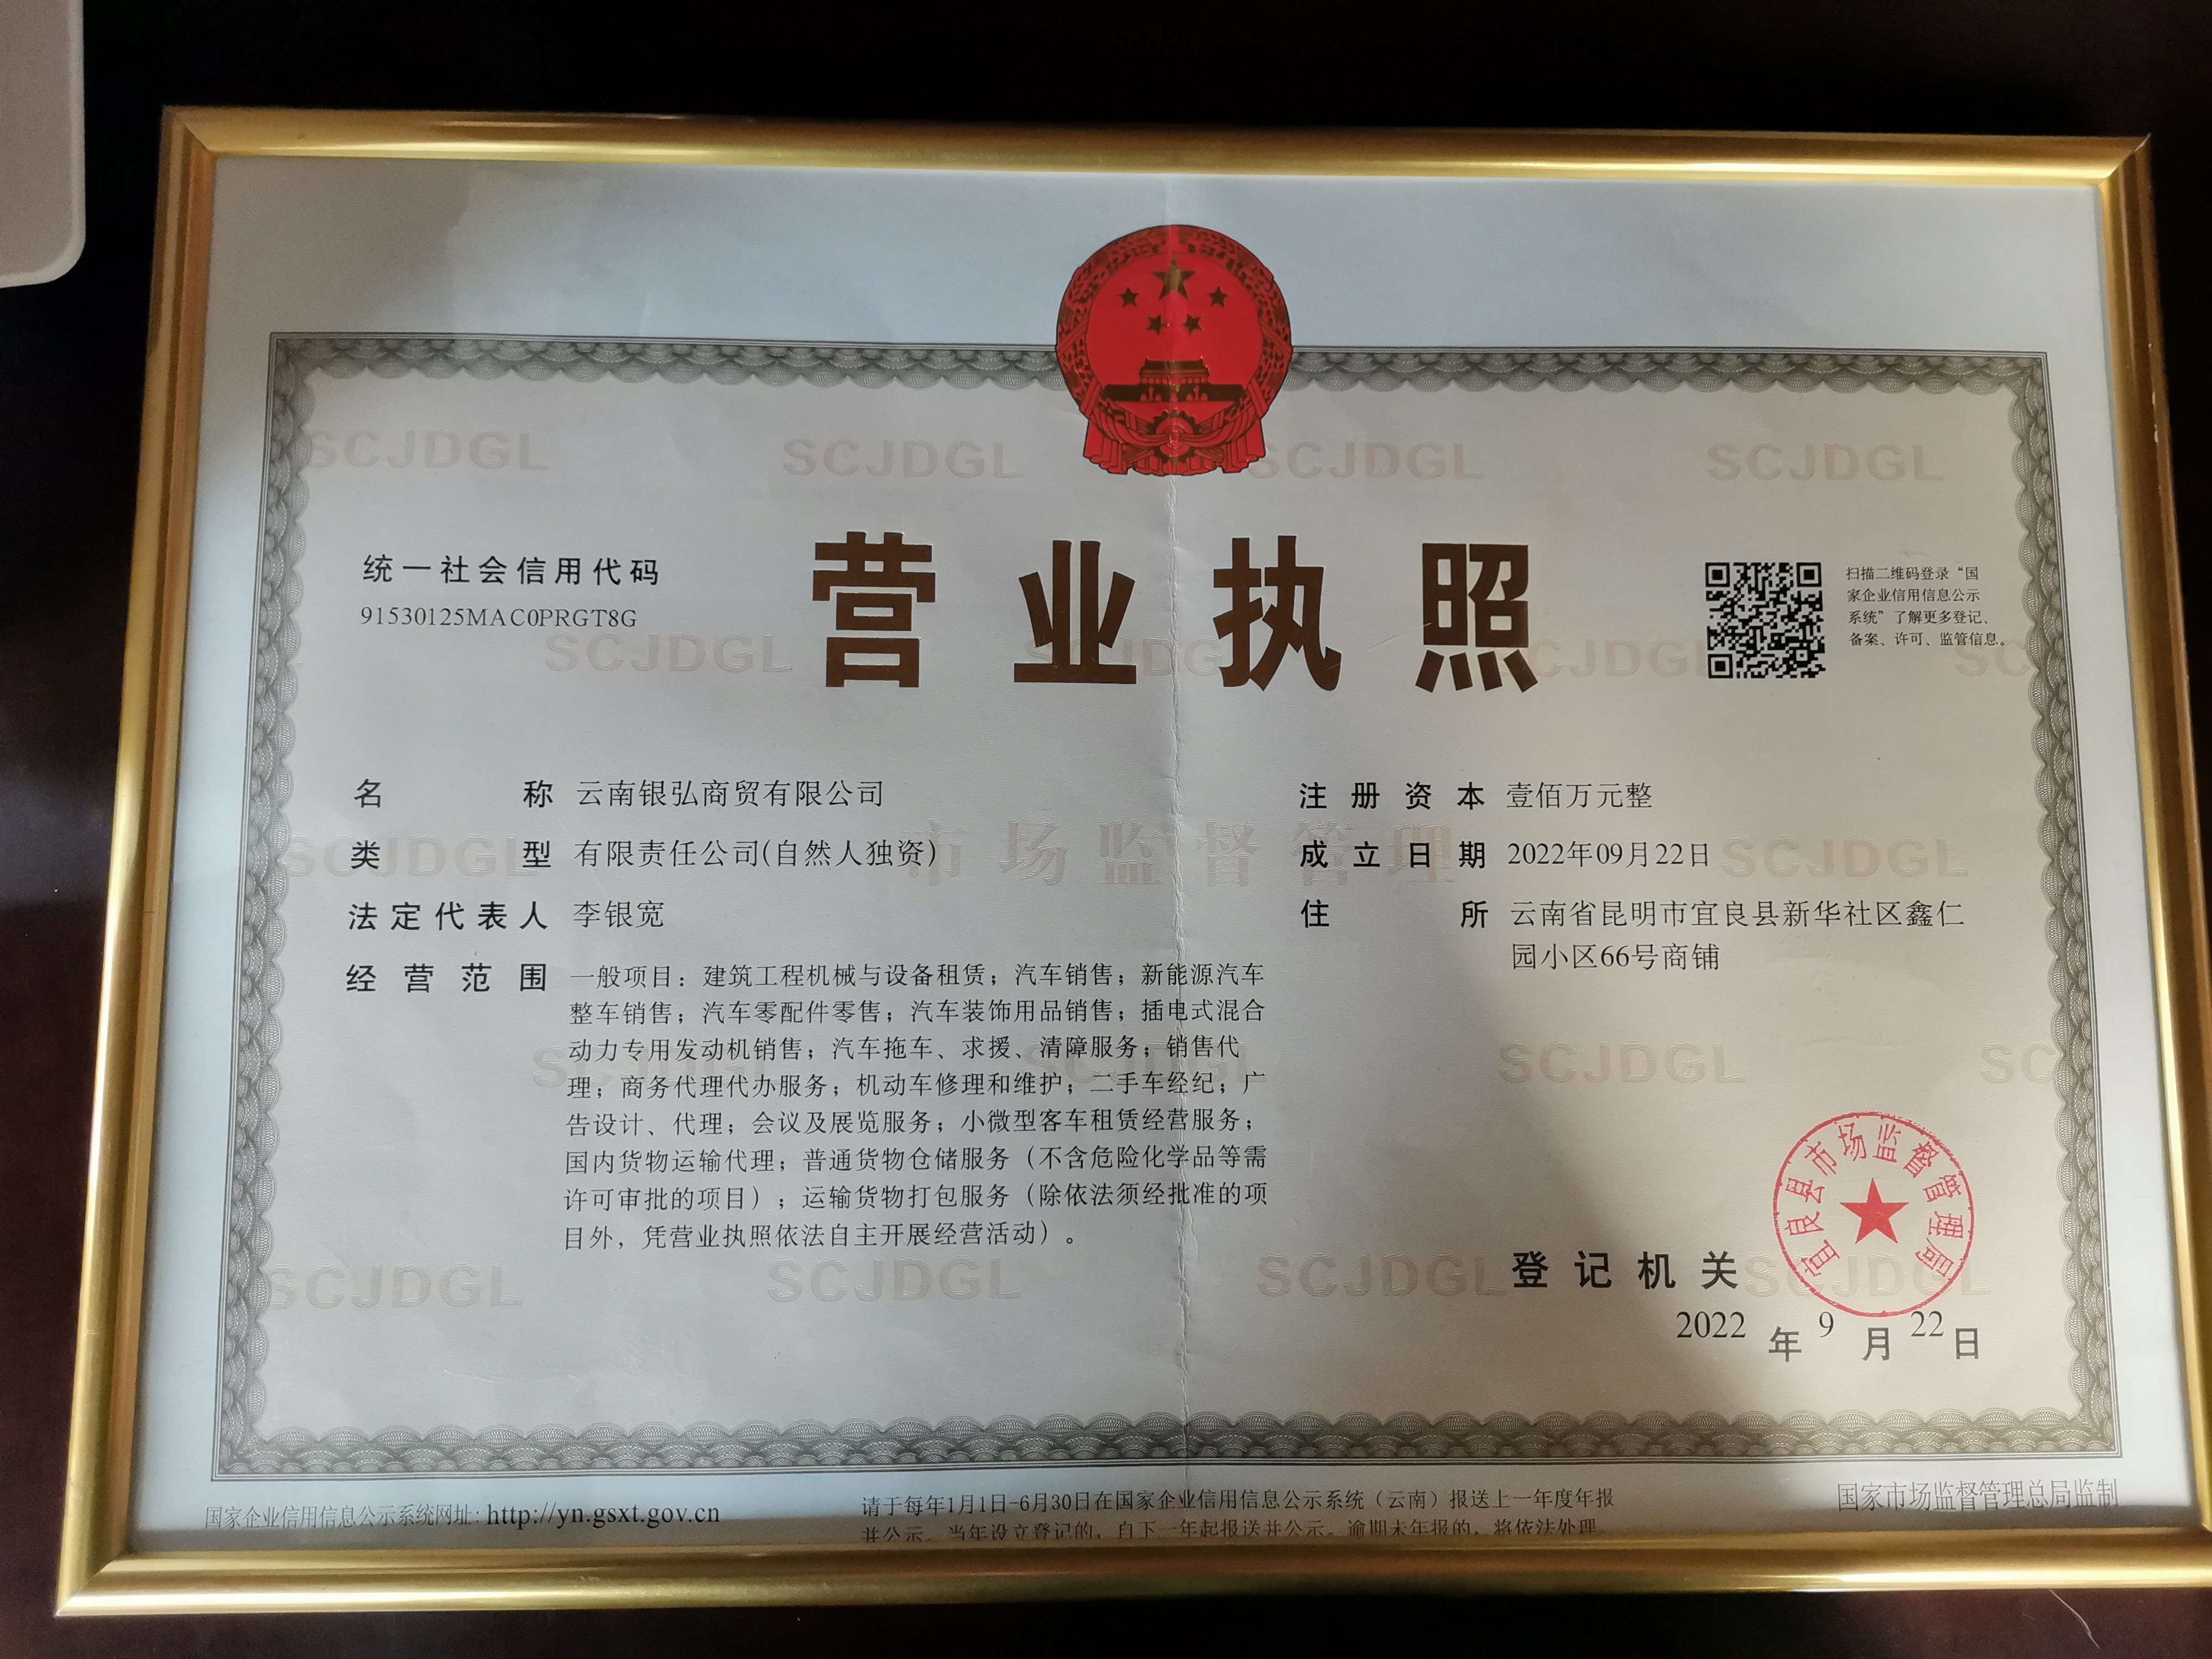 营业执照
统一社会信用代码
91530125MAC0PRGT8G
扫描二维码登录“国
家企业信用信息公示
系统”了解更多登记、
备案、许可、监管信息。
名称 云南银弘商贸有限公司
类型 有限责任公司(自然人独资)
法定代表人 李银宽
经营范围 一般项目：建筑工程机械与设备租赁；汽车销售；新能源汽车
整车销售；汽车零配件零售；汽车装饰用品销售；插电式混合
动力专用发动机销售；汽车拖车、求援、清障服务；销售代
理；商务代理代办服务；机动车修理和维护；二手车经纪；广
告设计、代理；会议及展览服务；小微型客车租赁经营服务；
国内货物运输代理；普通货物仓储服务（不含危险化学品等需
许可审批的项目）；运输货物打包服务（除依法须经批准的项
目外，凭营业执照依法自主开展经营活动）。
注册资本 壹佰万元整
成立日期 2022年09月22日
住所 云南省昆明市宜良县新华社区鑫仁
园小区66号商铺
市场监督管理
SCJDGL
登记机关
宜良县市场监督管理局
2022年9月22日
国家企业信用信息公示系统网址：http://yn.gsxt.gov.cn
请于每年1月1日-6月30日在国家企业信用信息公示系统（云南）报送上一年度年报
并公示。当年设立登记的，自下一年起报送并公示。逾期未年报的，将依法处理。
国家市场监督管理总局监制